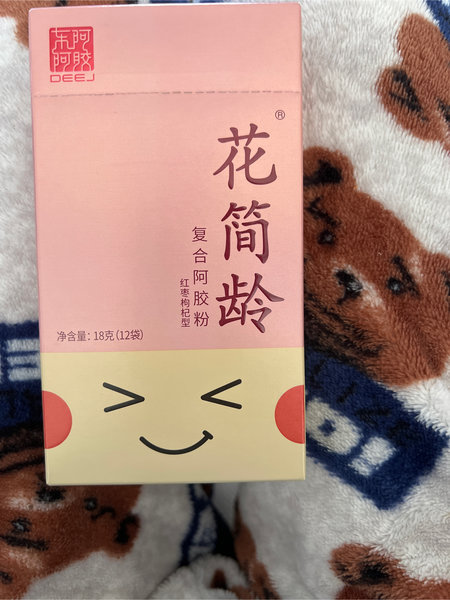 东阿
阿胶
DEEJ
花简龄®
复合阿胶粉
红枣枸杞型
净含量：18克（12袋）
D!